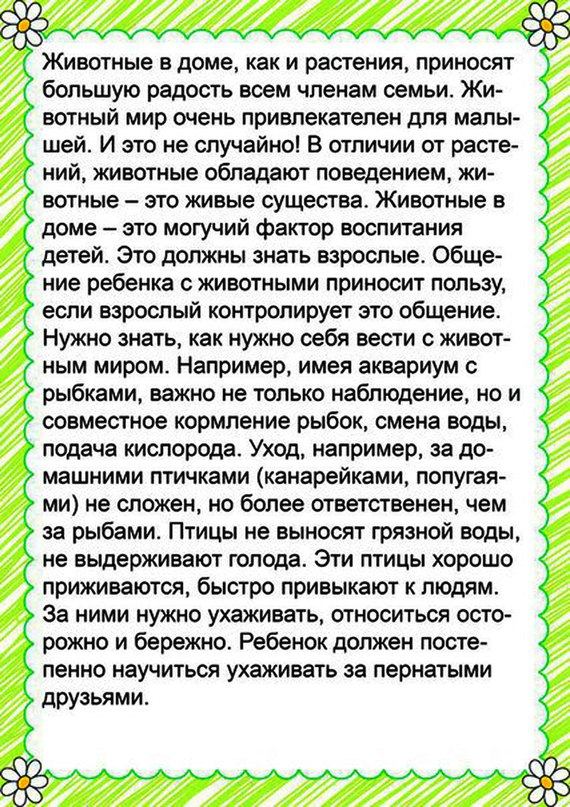 Животные в доме, как и растения, приносят
большую радость всем членам семьи. Жи-
вотный мир очень привлекателен для малы-
шей. И это не случайно! В отличии от расте-
ний, животные обладают поведением, жи-
вотные – это живые существа. Животные в
доме – это могучий фактор воспитания
детей. Это должны знать взрослые. Обще-
ние ребенка с животными приносит пользу,
если взрослый контролирует это общение.
Нужно знать, как нужно себя вести с живот-
ным миром. Например, имея аквариум с
рыбками, важно не только наблюдение, но и
совместное кормление рыбок, смена воды,
подача кислорода. Уход, например, за до-
машними птичками (канарейками, попугая-
ми) не сложен, но более ответственен, чем
за рыбами. Птицы не выносят грязной воды,
не выдерживают голода. Эти птицы хорошо
приживаются, быстро привыкают к людям.
За ними нужно ухаживать, относиться осто-
рожно и бережно. Ребенок должен посте-
пенно научиться ухаживать за пернатыми
друзьями.